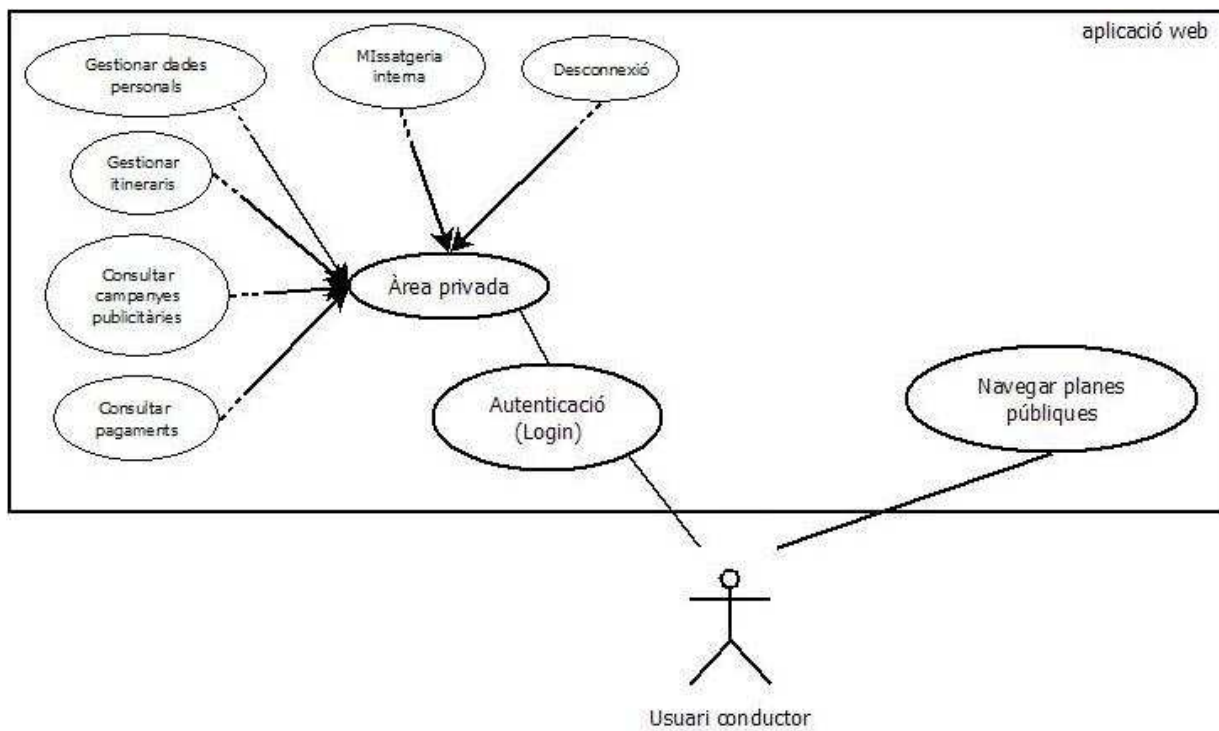 aplicació web
Gestionar dades
personals
MIssatgeria
interna
Desconnexió
Gestionar
itineraris
Consultar
campanyes
publicitàries
Àrea privada
Consultar
pagaments
Autenticació
(Login)
Navegar planes
públiques
Usuari conductor